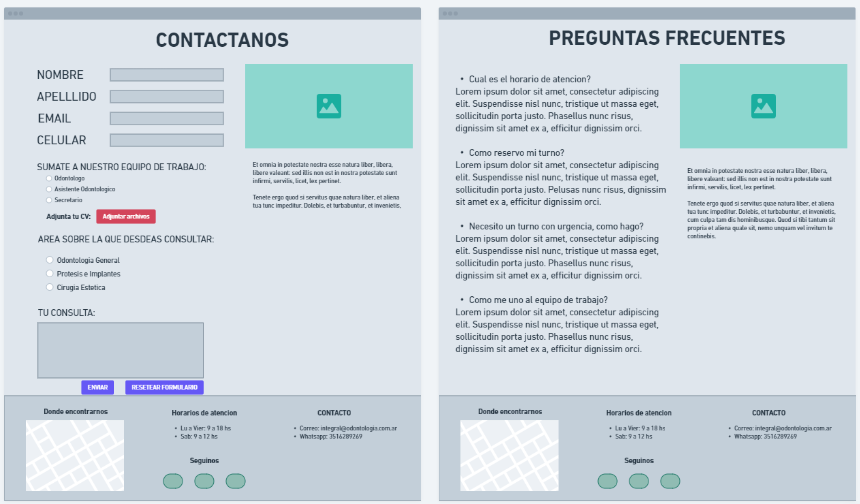 CONTACTANOS
NOMBRE
APELLLIDO
EMAIL
CELULAR
SUMATE A NUESTRO EQUIPO DE TRABAJO:
Odontologo
Asistente Odontologico
Secretario
Adjunta tu CV: Adjuntar archivos
AREA SOBRE LA QUE DESDEAS CONSULTAR:
Odontologia General
Protesis e Implantes
Cirugia Estetica
TU CONSULTA:
ENVIAR RESETEAR FORMULARIO
Et omnia in potestate nostra esse natura liber, libera,
libere valeant: sed illis non est in nostra potestate sunt
infirmi, servilis, licet, lex pertinet.
Tenete ergo quod si servitus quae natura liber, et aliena
tua tunc impeditur. Dolebis, et turbabuntur, et invenietis,
Donde encontrarnos
Horarios de atencion
• Lu a Vier: 9 a 18 hs
• Sab: 9 a 12 hs
Seguinos
CONTACTO
• Correo: integral@odontologia.com.ar
• Whatsapp: 3516289269
PREGUNTAS FRECUENTES
• Cual es el horario de atencion?
Lorem ipsum dolor sit amet, consectetur adipiscing
elit. Suspendisse nisl nunc, tristique ut massa eget,
sollicitudin porta justo. Phasellus nunc risus,
dignissim sit amet ex a, efficitur dignissim orci.
• Como reservo mi turno?
Lorem ipsum dolor sit amet, consectetur adipiscing
elit. Suspendisse nisl nunc, tristique ut massa eget,
sollicitudin porta justo. Pelusas nunc risus, dignissim
sit amet ex a, efficitur dignissim orci.
• Necesito un turno con urgencia, como hago?
Lorem ipsum dolor sit amet, consectetur adipiscing
elit. Suspendisse nisl nunc, tristique ut massa eget,
sollicitudin porta justo. Phasellus nunc risus,
dignissim sit amet ex a, efficitur dignissim orci.
• Como me uno al equipo de trabajo?
Lorem ipsum dolor sit amet, consectetur adipiscing
elit. Suspendisse nisl nunc, tristique ut massa eget,
sollicitudin porta justo. Phasellus nunc risus,
dignissim sit amet ex a, efficitur dignissim orci.
Et omnia in potestate nostra esse natura liber, libera,
libere valeant: sed illis non est in nostra potestate sunt
infirmi, servilis, licet, lex pertinet.
Tenete ergo quod si servitus quae natura liber, et aliena
tua tunc impeditur. Dolebis, et turbabuntur, et invenietis,
cum culpa tam dis hominibusque. Quod si tibi tantum sit
propria et aliena quale sit, nemo unquam vel invitum te
continebis.
Donde encontrarnos
Horarios de atencion
• Lu a Vier: 9 a 18 hs
• Sab: 9 a 12 hs
Seguinos
CONTACTO
• Correo: integral@odontologia.com.ar
• Whatsapp: 3516289269